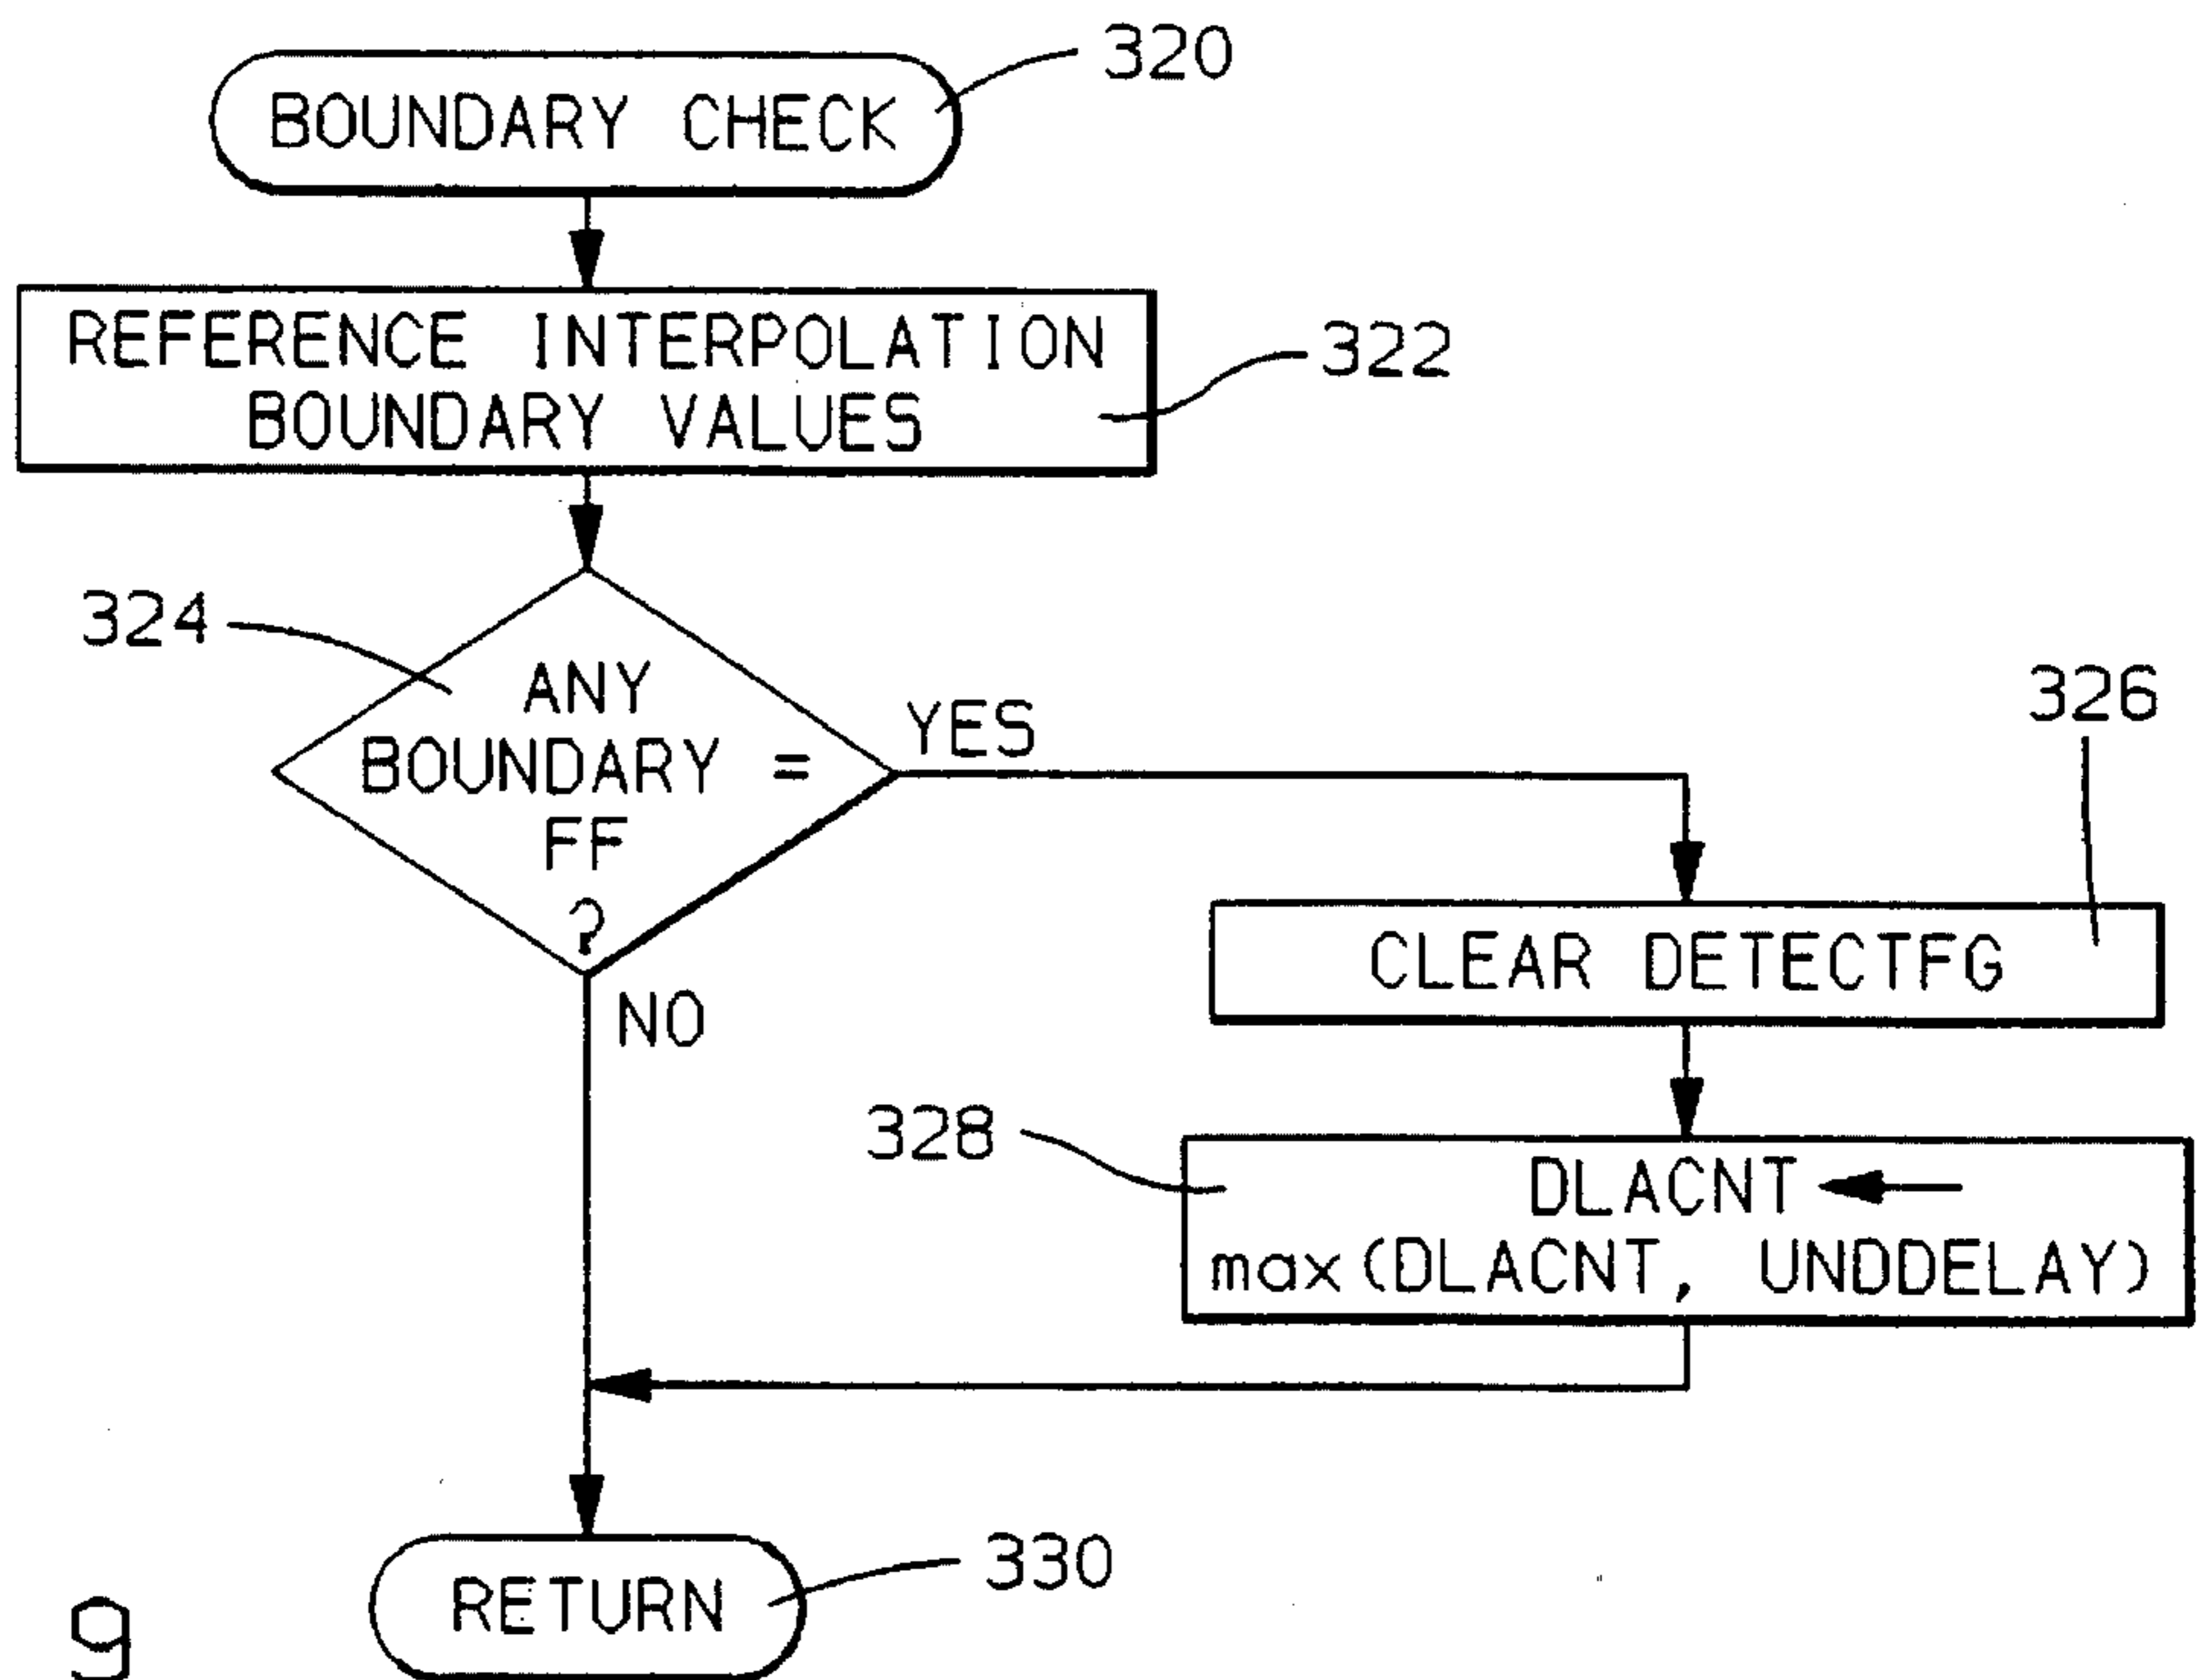 320
BOUNDARY CHECK
REFERENCE INTERPOLATION
BOUNDARY VALUES
322
324
ANY
BOUNDARY =
FF
?
YES
NO
326
CLEAR DETECTFG
328
DLACNT ←
max(DLACNT, UNDDELAY)
RETURN
330
9